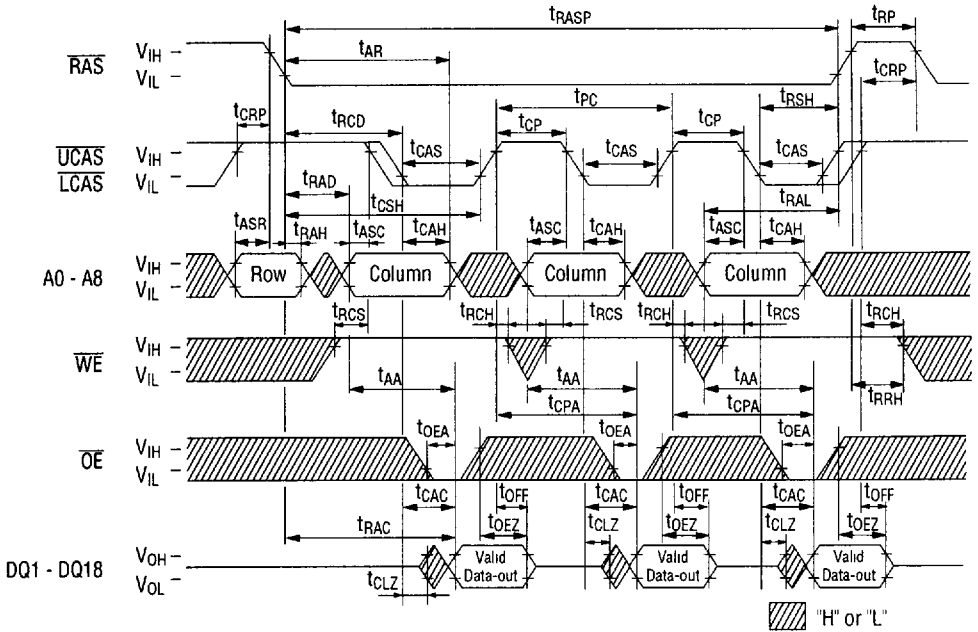 tRASP
tRP
tAR
RAS
VIH
VIL
tCRP
tPC
tRSH
tCRP
tRCD
tCP
tCP
UCAS
LCAS
VIH
VIL
tCAS
tCAS
tCAS
tRAD
tCSH
tRAL
tASR
tRAH
tASC
tCAH
tASC
tCAH
tASC
tCAH
A0 - A8
VIH
VIL
Row
Column
Column
Column
tRCS
tRCH
tRCS
tRCH
tRCS
tRCH
WE
VIH
VIL
tAA
tAA
tAA
tRRH
tCPA
tCPA
tOEA
tOEA
tOEA
OE
VIH
VIL
tCAC
tOFF
tCAC
tOFF
tCAC
tOFF
tRAC
tOEZ
tCLZ
tOEZ
tCLZ
tOEZ
DQ1 - DQ18
VOH
VOL
Valid
Data-out
Valid
Data-out
Valid
Data-out
tCLZ
"H" or "L"